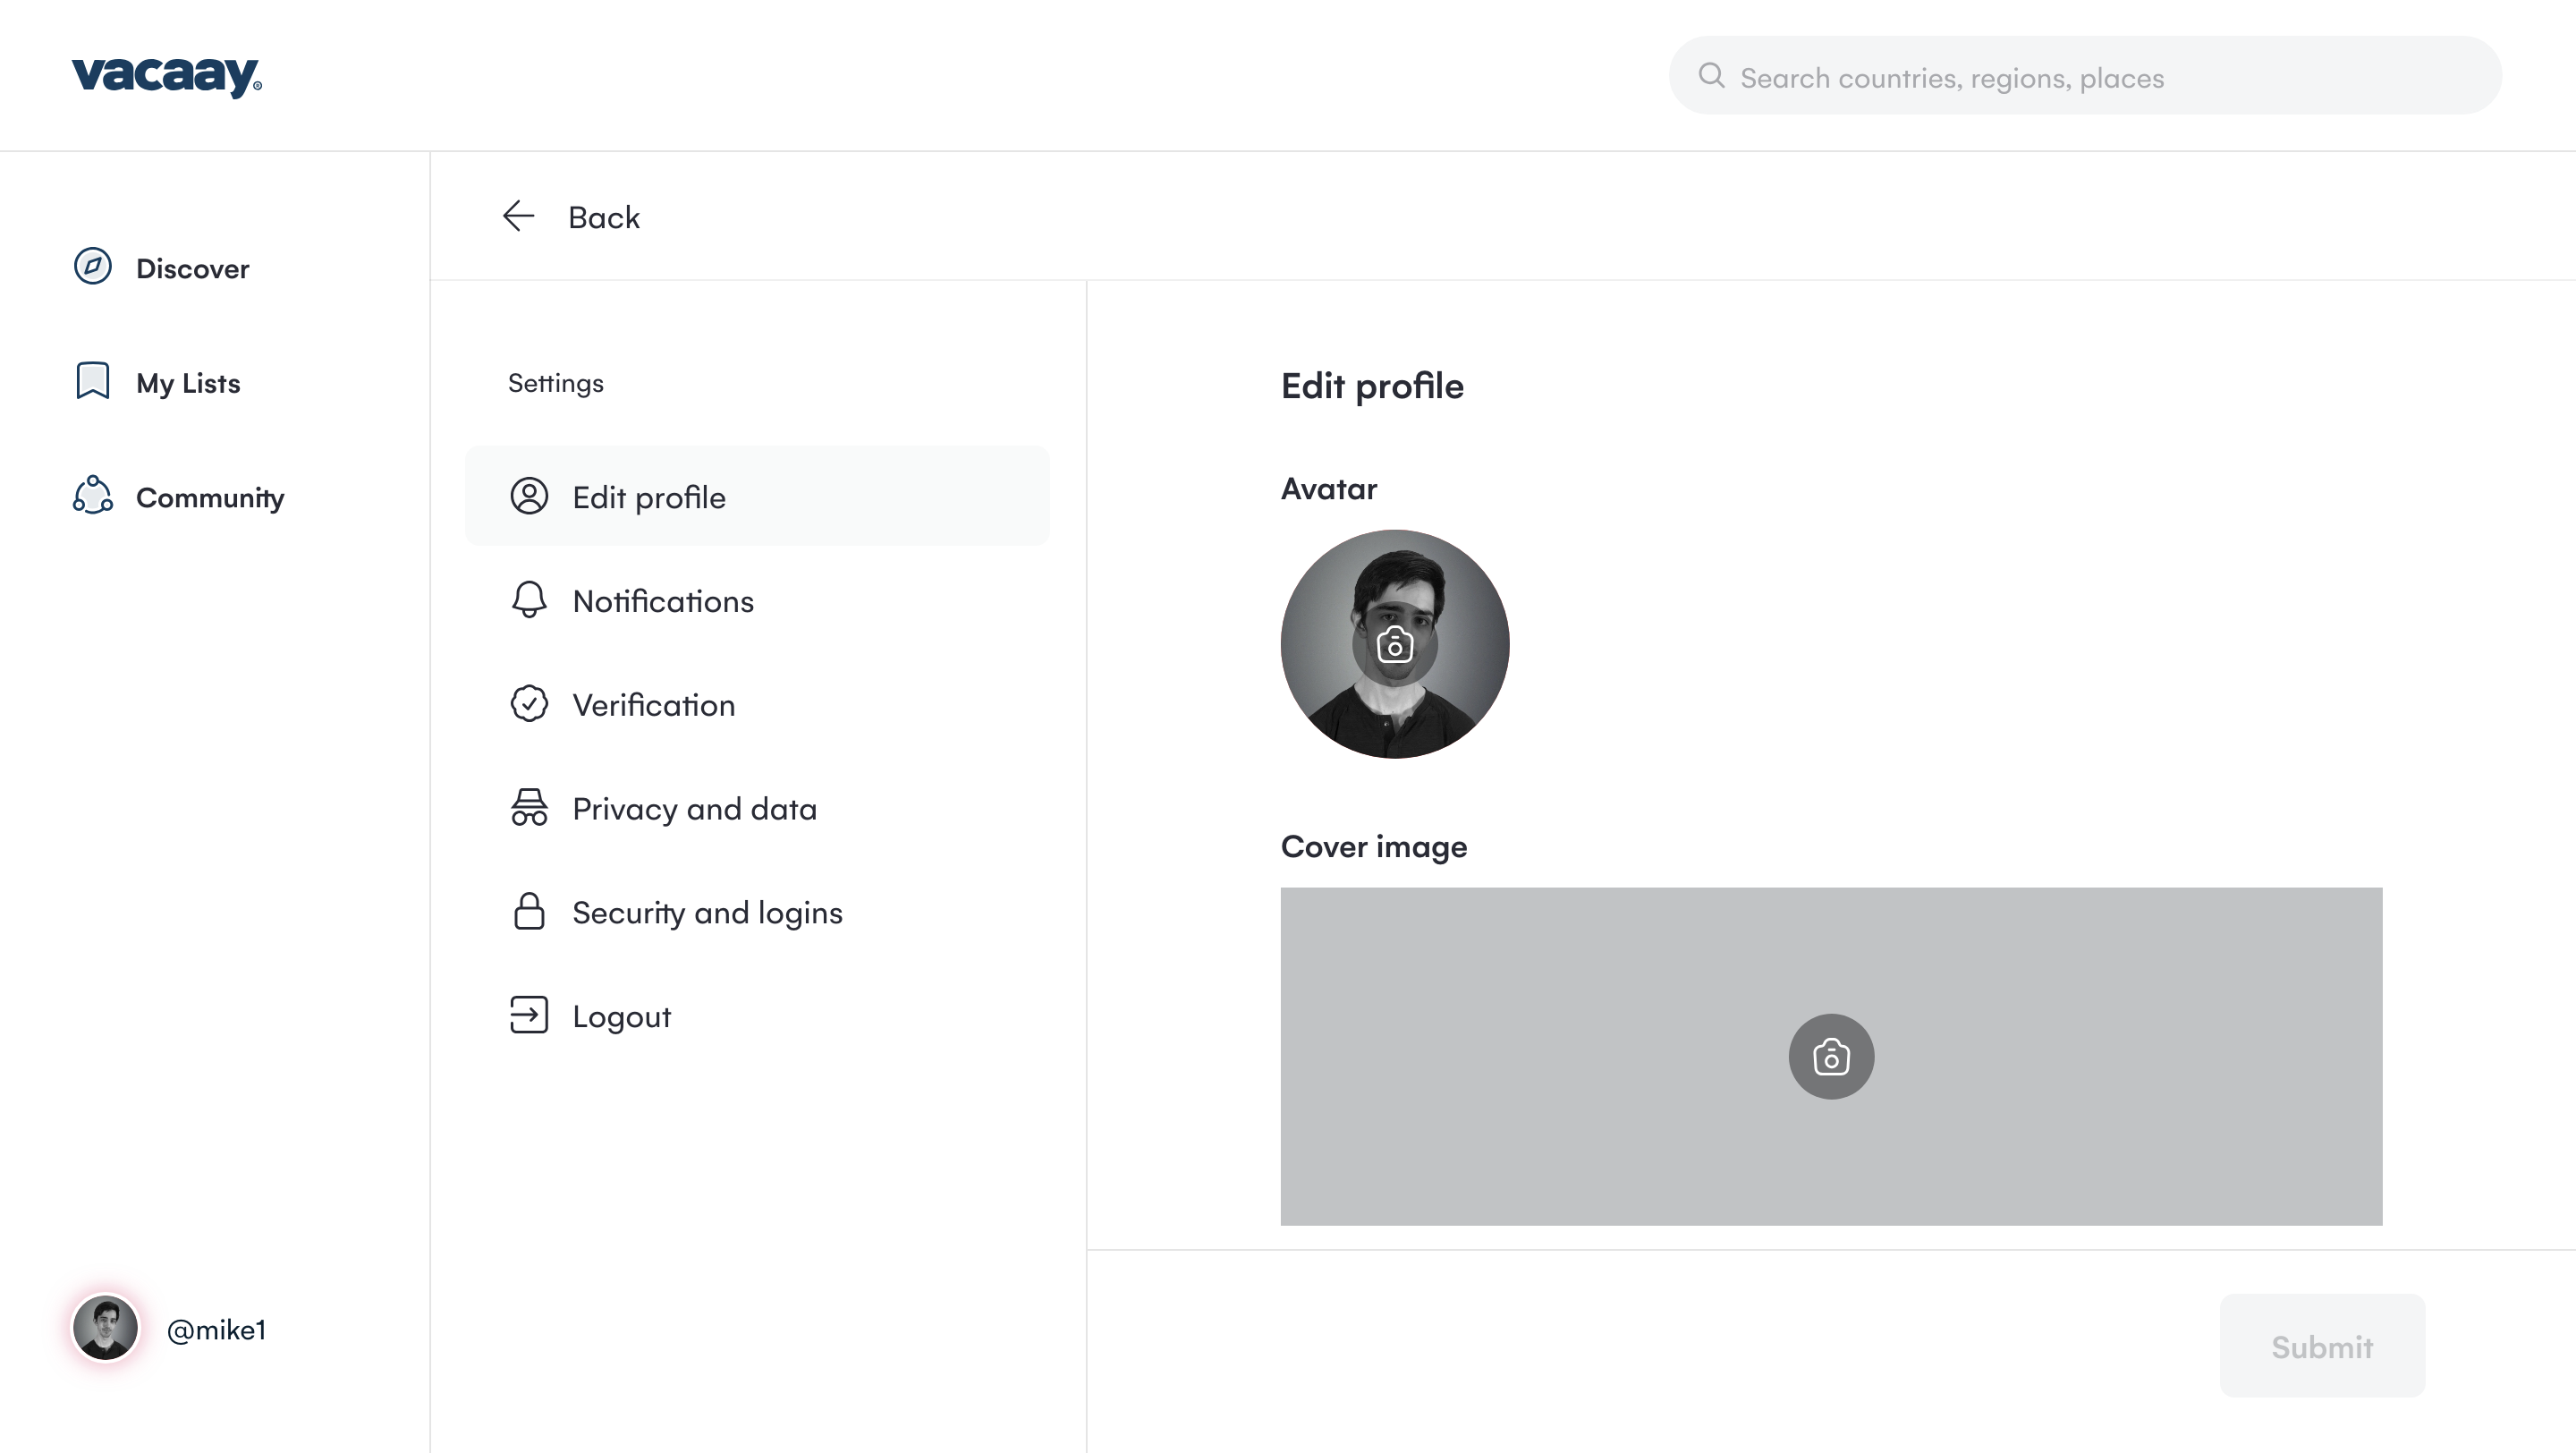 vacaay®
Search countries, regions, places
Discover
My Lists
Community
@mike1
Back
Settings
Edit profile
Notifications
Verification
Privacy and data
Security and logins
Logout
Edit profile
Avatar
Cover image
Submit